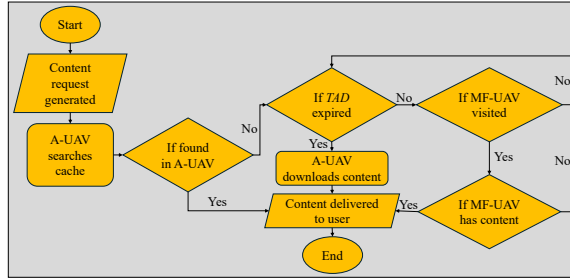 Start
Content
request
generated
A-UAV
searches
cache
If found
in A-UAV
No
Yes
If TAD
expired
No
Yes
A-UAV
downloads content
Content delivered
to user
End
If MF-UAV
visited
No
Yes
If MF-UAV
has content
No
Yes